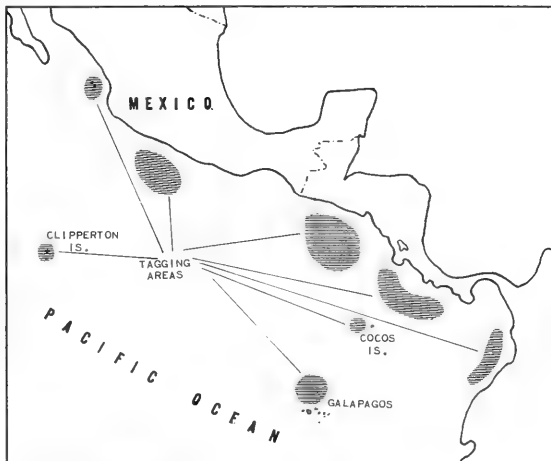 MEXICO.
CLIPPERTON
IS.
TAGGING
AREAS
COCOS
IS.
PACIFIC OCEAN
GALAPAGOS